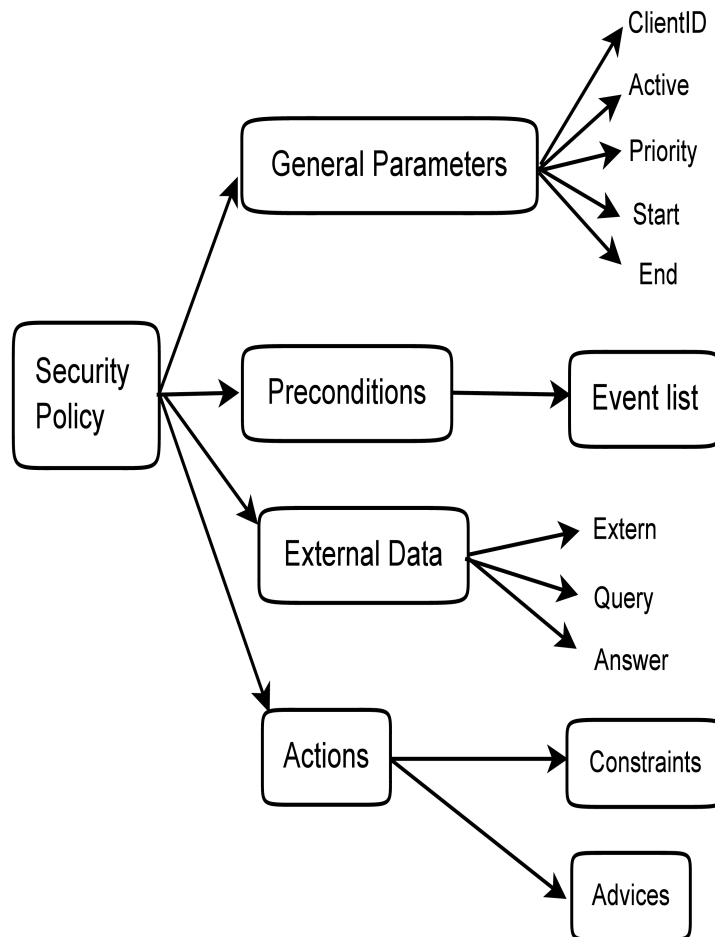 ClientID
Active
General Parameters
Priority
Start
End
Security
Policy
Preconditions
Event list
External Data
Extern
Query
Answer
Actions
Constraints
Advices